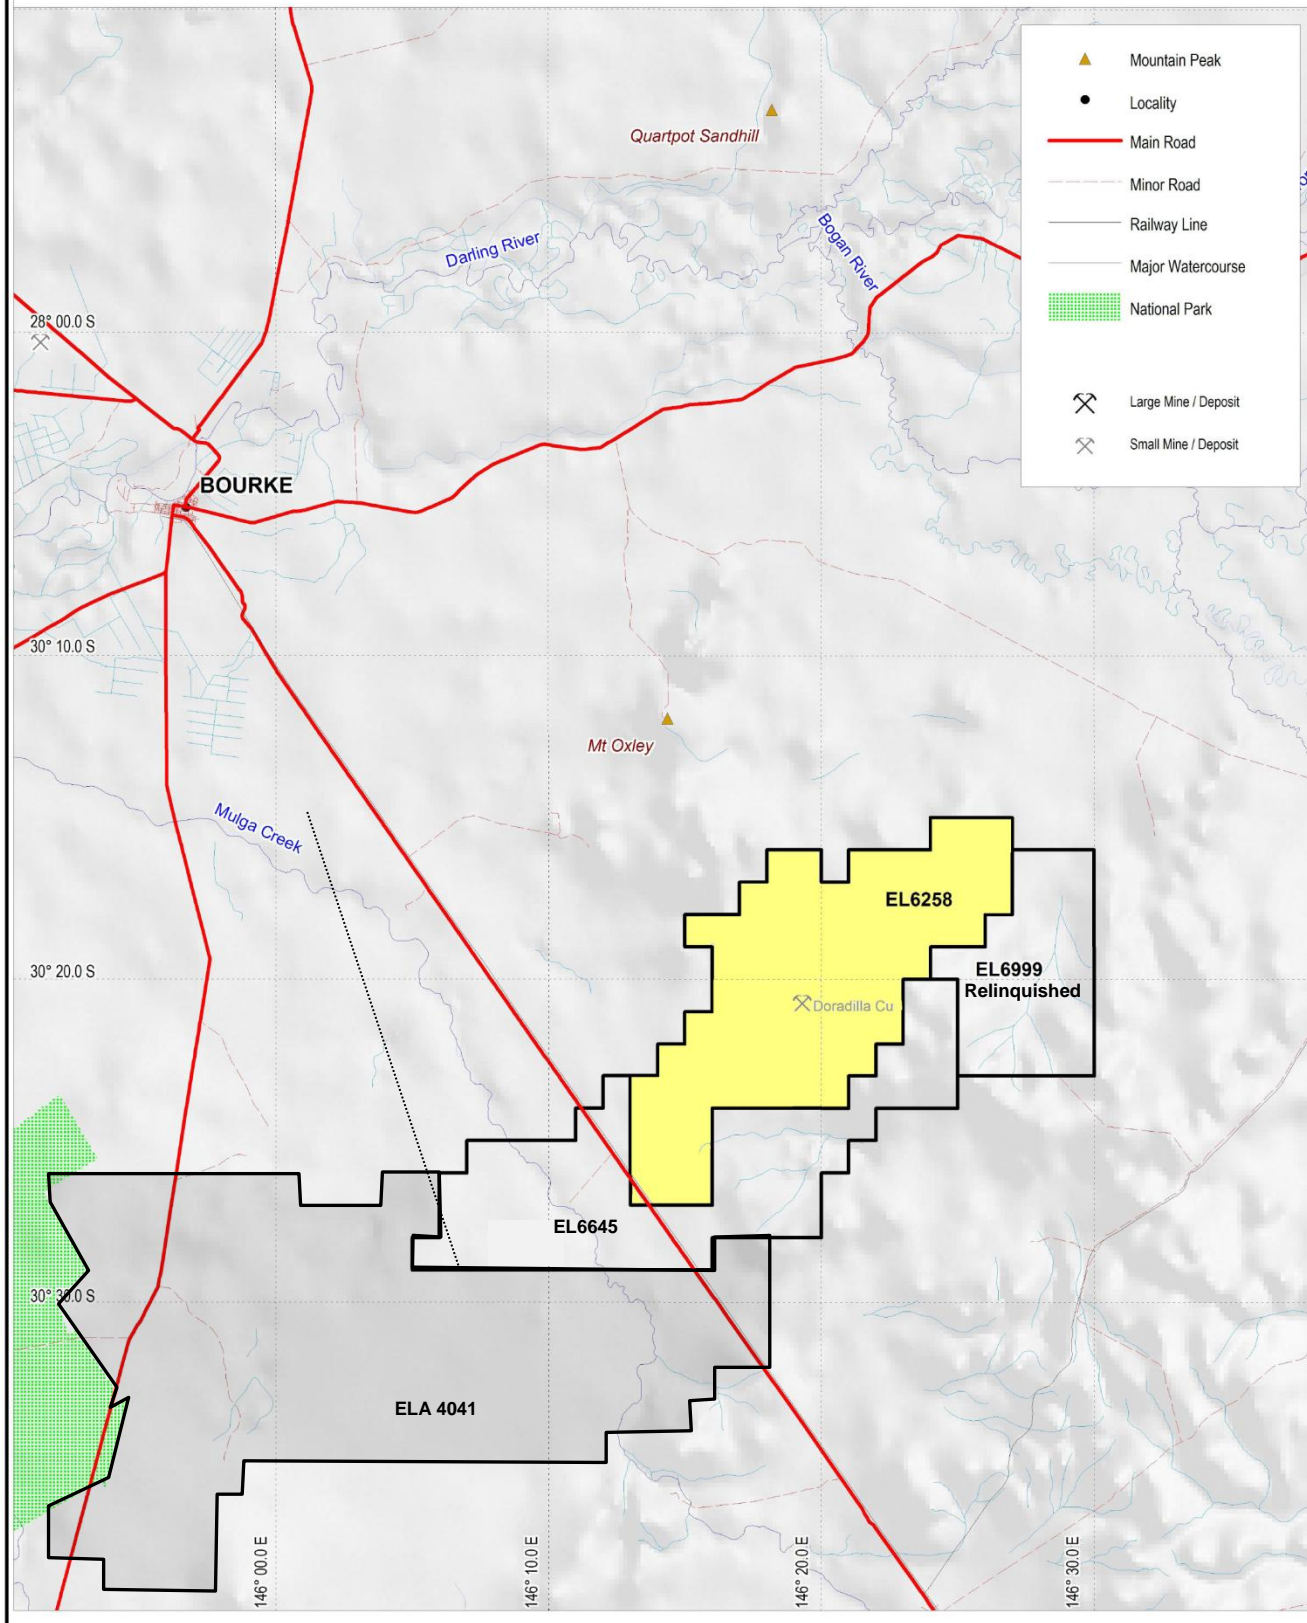 Mountain Peak
Locality
Main Road
Minor Road
Railway Line
Major Watercourse
National Park
Large Mine / Deposit
Small Mine / Deposit
Quartpot Sandhill
Darling River
Bogan River
28° 00.0 S
BOURKE
30° 10.0 S
Mt Oxley
Mulga Creek
EL6258
30° 20.0 S
EL6999
Relinquished
Doradilla Cu
EL6645
30° 30.0 S
ELA 4041
146° 00.0 E
146° 10.0 E
146° 20.0 E
146° 30.0 E